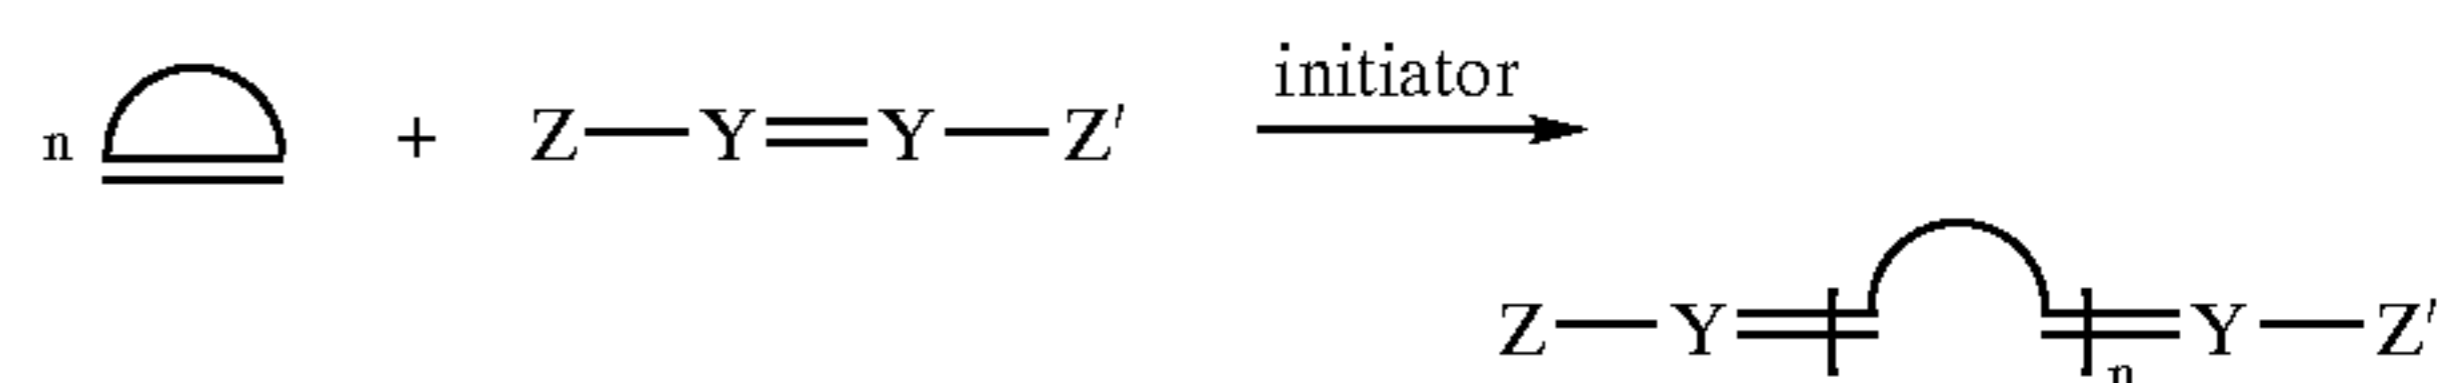 initiator
n + Z—Y=Y—Z′
Z—Y=[ ]=Y—Z′
n